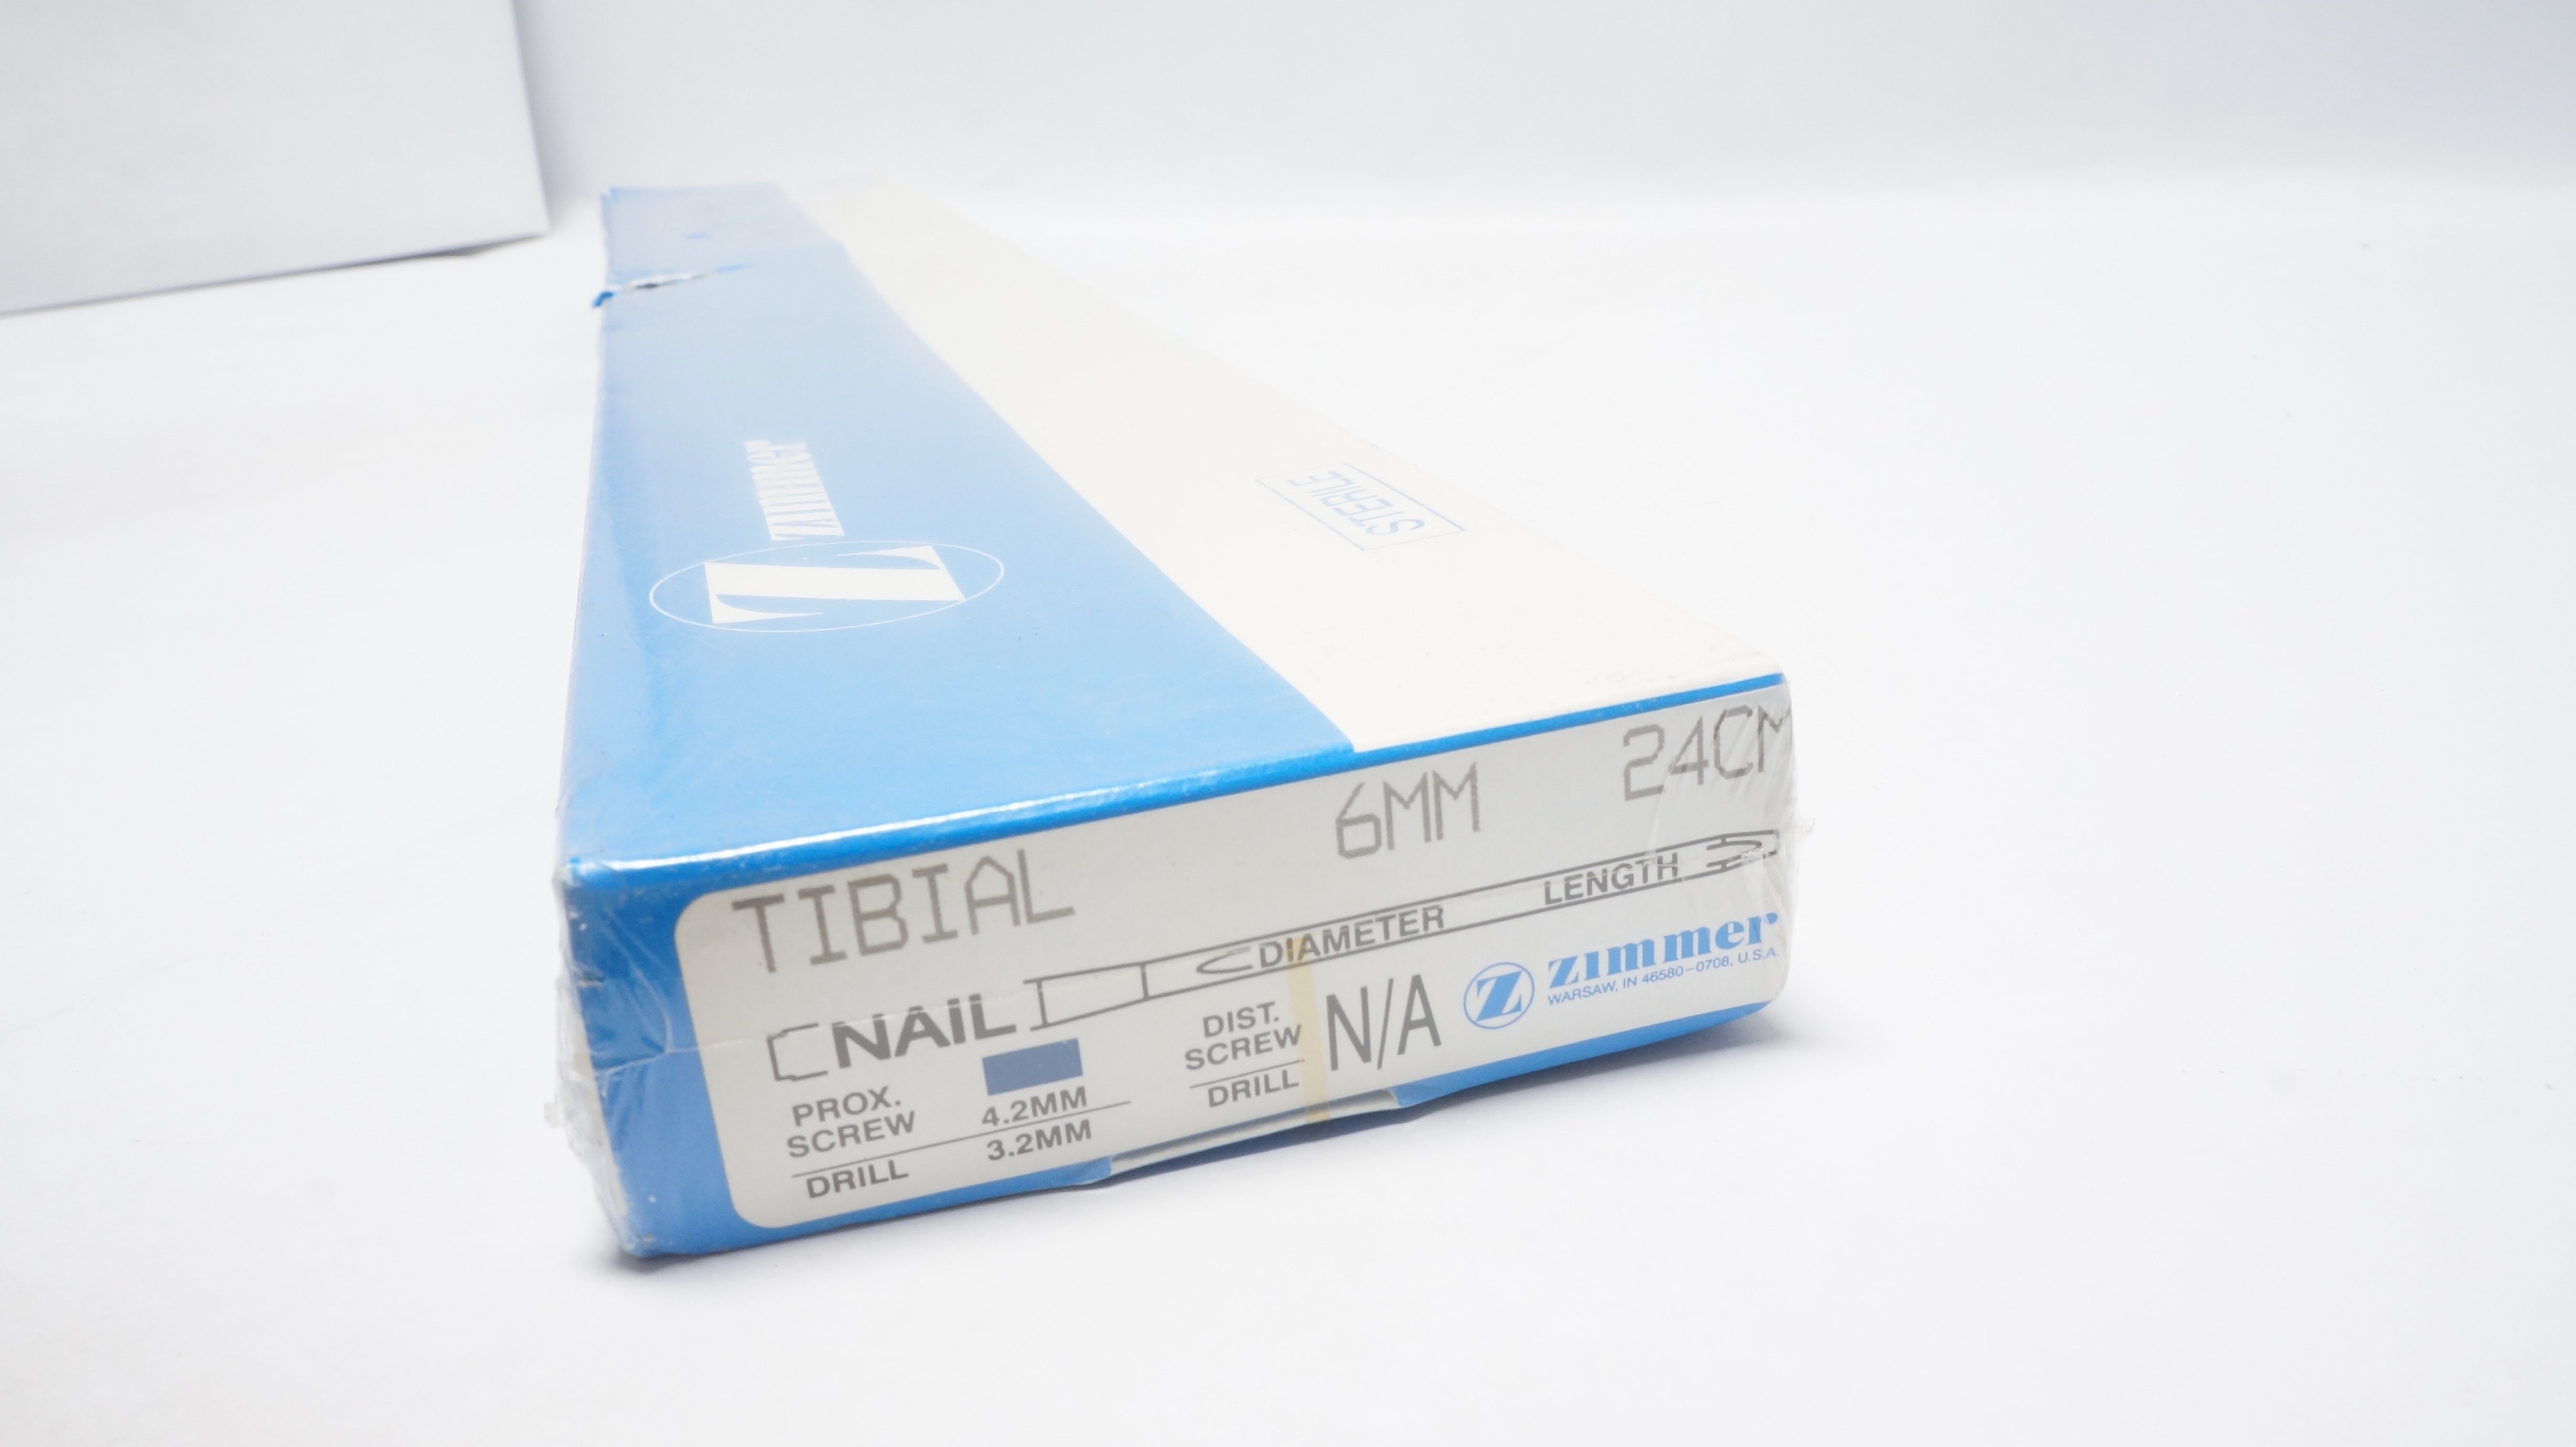 zimmer
Z
STERILE
TIBIAL 6MM 24CM
NAIL DIAMETER LENGTH
PROX.
SCREW 4.2MM
DRILL 3.2MM
DIST.
SCREW
DRILL
N/A
Z zimmer
WARSAW, IN 46580-0708, U.S.A.